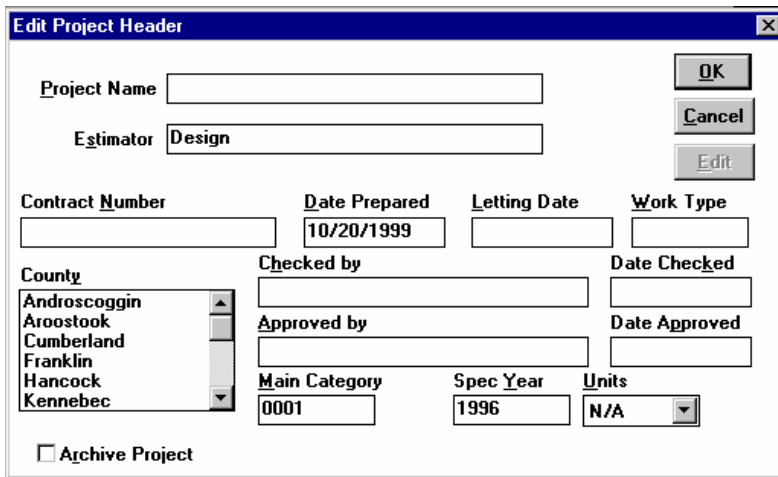 Edit Project Header
Project Name
OK
Cancel
Estimator Design
Edit
Contract Number Date Prepared Letting Date Work Type
10/20/1999
County Checked by Date Checked
Androscoggin
Aroostook
Cumberland
Franklin
Hancock
Kennebec
Approved by Date Approved
Main Category Spec Year Units
0001 1996 N/A
Archive Project